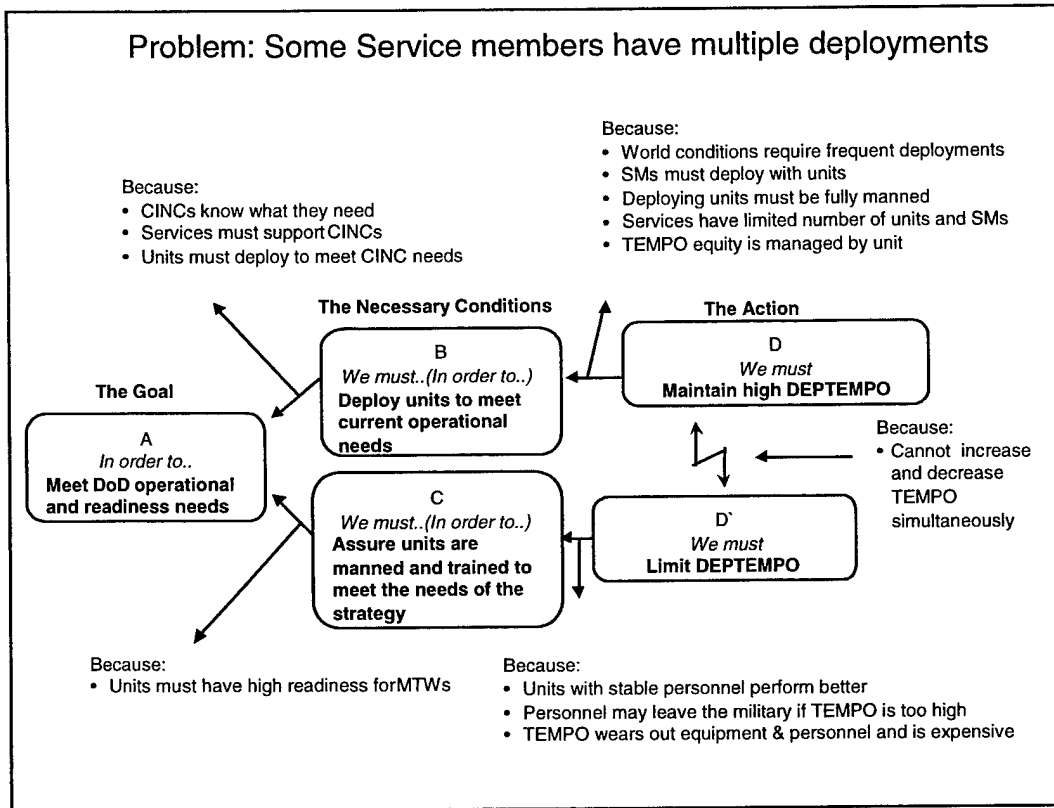 Problem: Some Service members have multiple deployments
Because:
• World conditions require frequent deployments
• SMs must deploy with units
• Deploying units must be fully manned
• Services have limited number of units and SMs
• TEMPO equity is managed by unit
Because:
• CINCs know what they need
• Services must support CINCs
• Units must deploy to meet CINC needs
The Necessary Conditions
The Action
B
We must..(In order to..)
Deploy units to meet
current operational
needs
D
We must
Maintain high DEPTEMPO
The Goal
A
In order to..
Meet DoD operational
and readiness needs
Because:
• Cannot increase
and decrease
TEMPO
simultaneously
C
We must..(In order to..)
Assure units are
manned and trained to
meet the needs of the
strategy
D`
We must
Limit DEPTEMPO
Because:
• Units must have high readiness for MTWs
Because:
• Units with stable personnel perform better
• Personnel may leave the military if TEMPO is too high
• TEMPO wears out equipment & personnel and is expensive